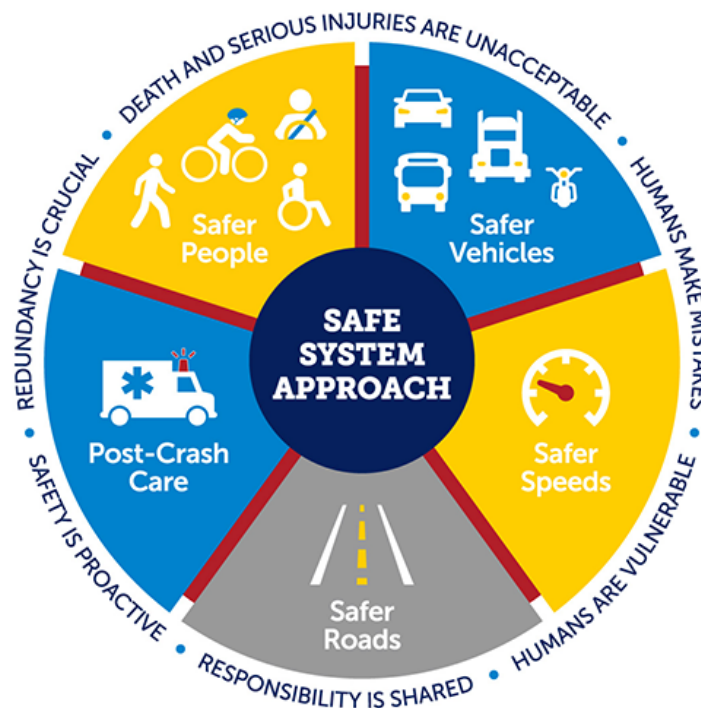 DEATH AND SERIOUS INJURIES ARE UNACCEPTABLE
HUMANS MAKE MISTAKES
HUMANS ARE VULNERABLE
RESPONSIBILITY IS SHARED
SAFETY IS PROACTIVE
REDUNDANCY IS CRUCIAL
Safer
People
Safer
Vehicles
SAFE
SYSTEM
APPROACH
Post-Crash
Care
Safer
Speeds
Safer
Roads